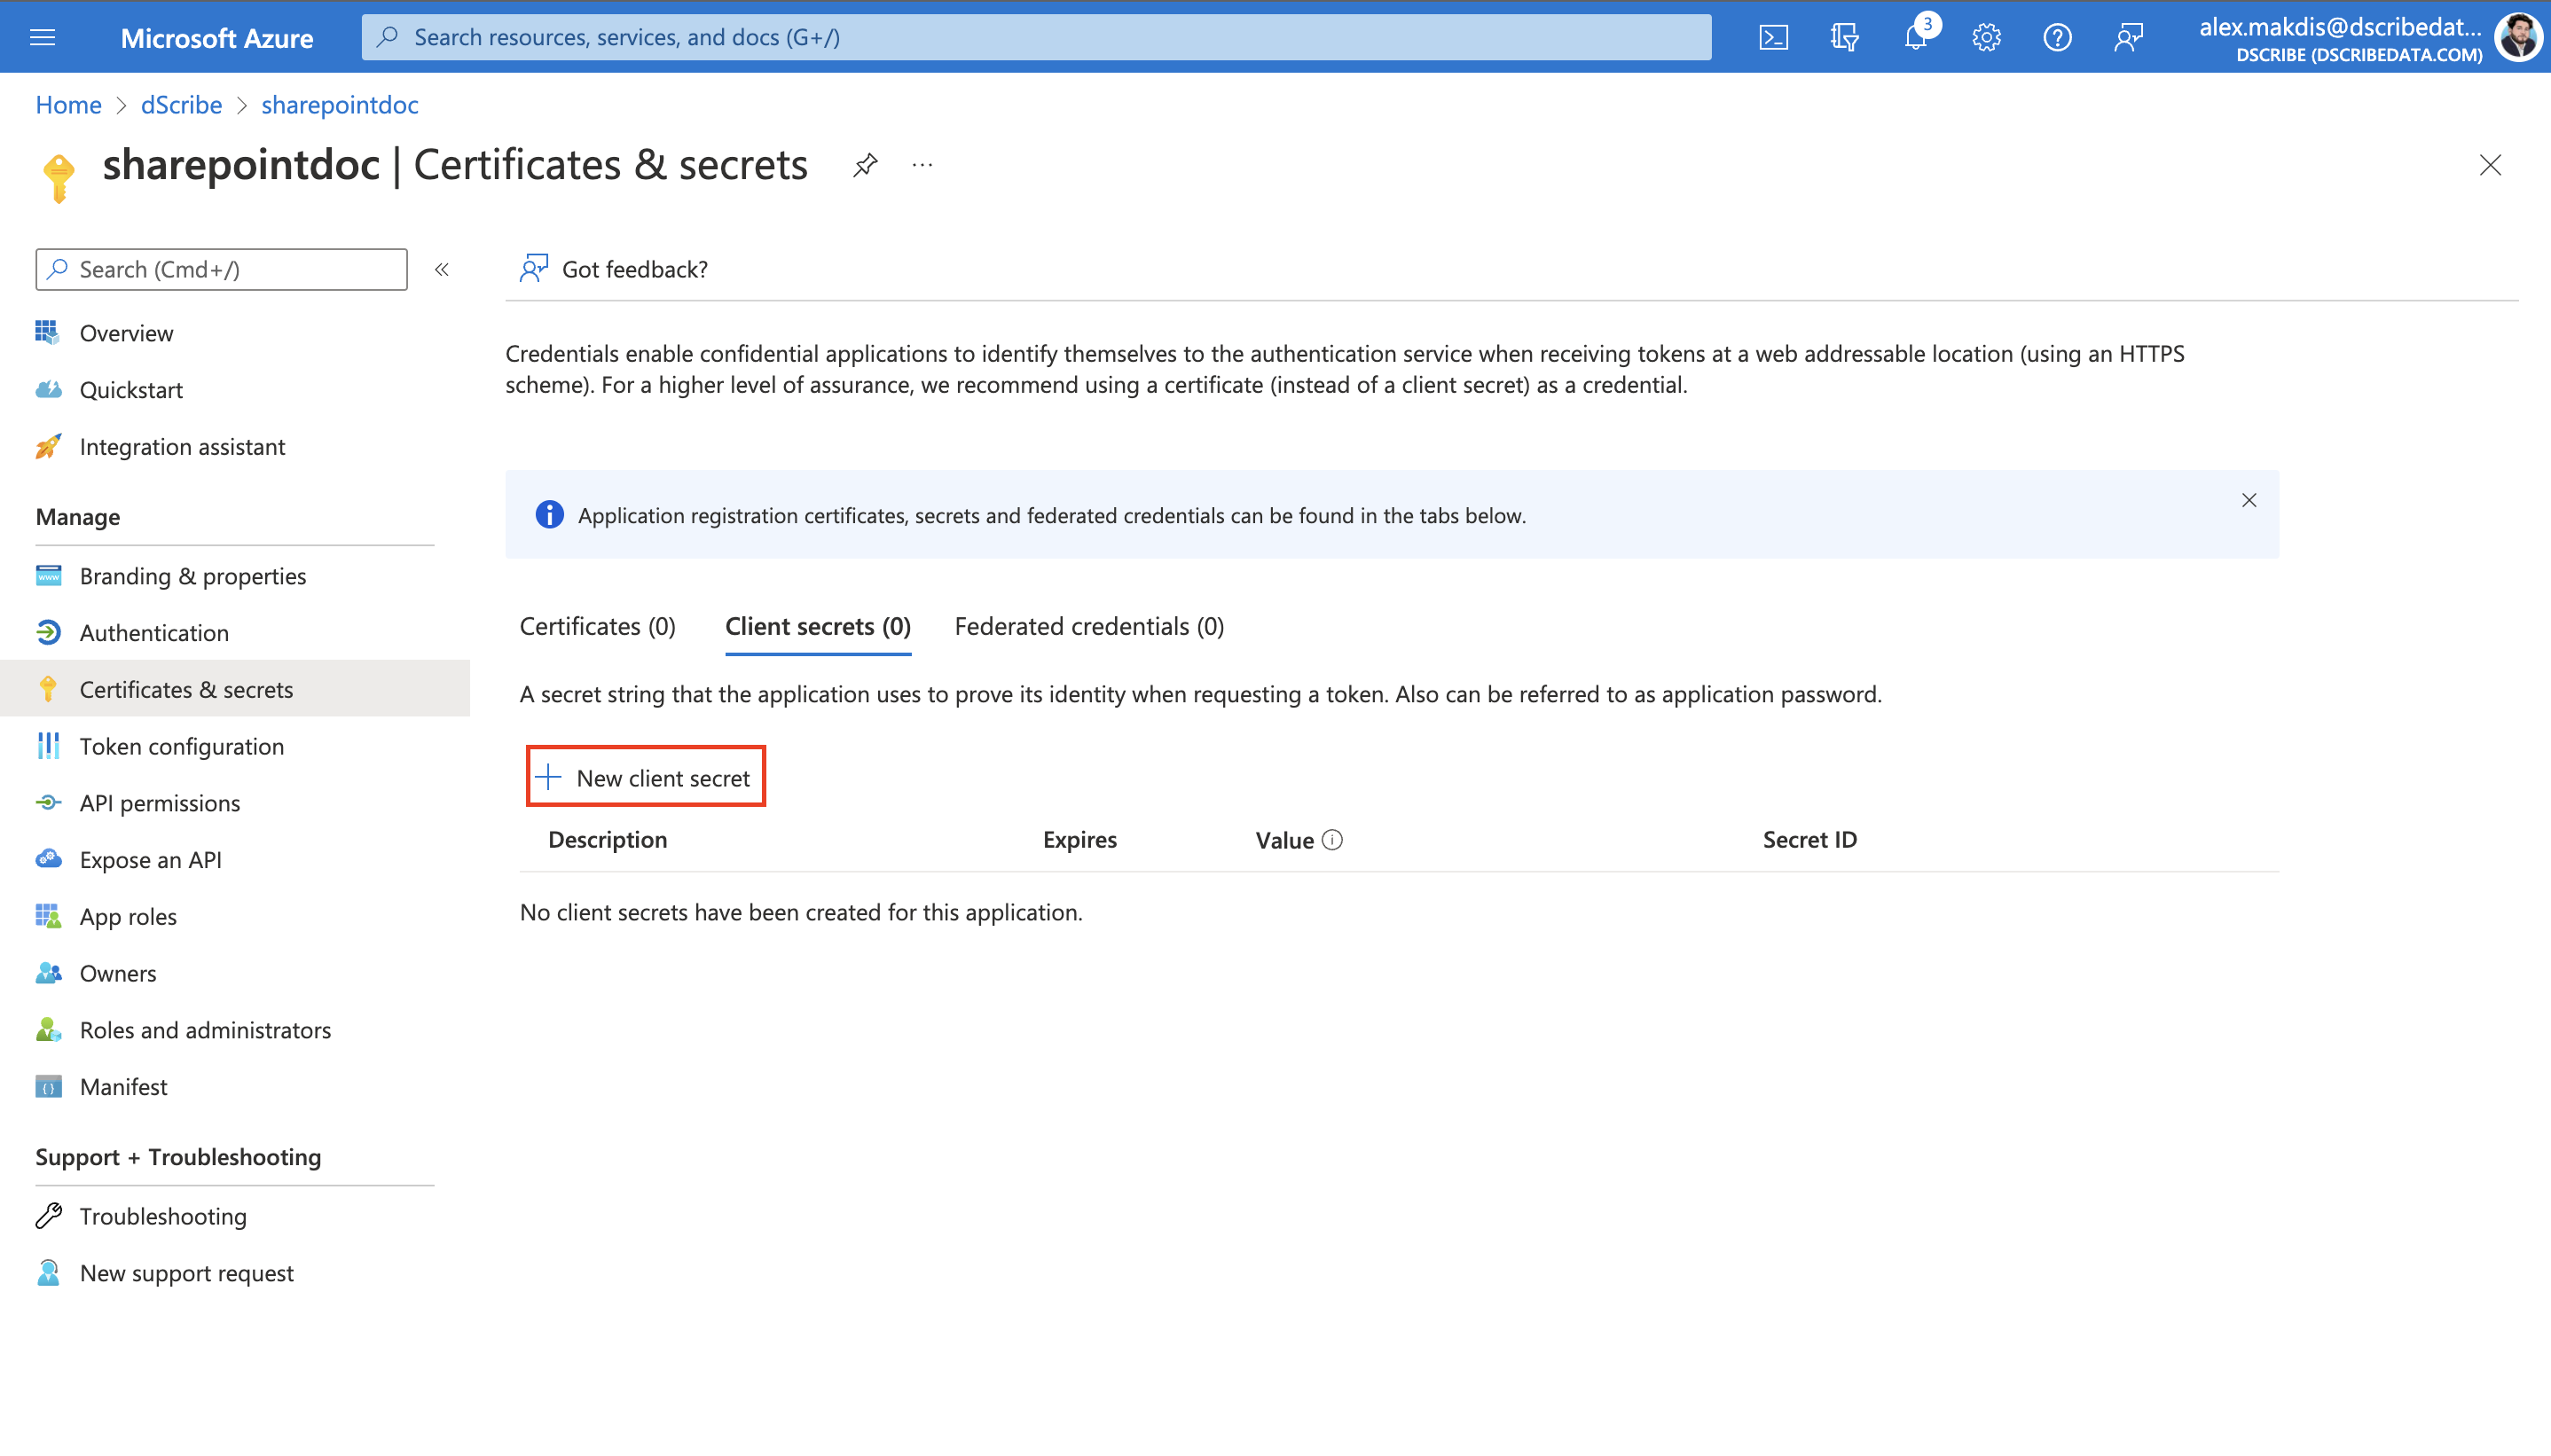 Microsoft Azure
Search resources, services, and docs (G+/)
3
alex.makdis@dscribedat...
DSCRIBE (DSCRIBEDATA.COM)
Home > dScribe > sharepointdoc
sharepointdoc | Certificates & secrets
Search (Cmd+/)
Overview
Quickstart
Integration assistant
Manage
Branding & properties
Authentication
Certificates & secrets
Token configuration
API permissions
Expose an API
App roles
Owners
Roles and administrators
Manifest
Support + Troubleshooting
Troubleshooting
New support request
Got feedback?
Credentials enable confidential applications to identify themselves to the authentication service when receiving tokens at a web addressable location (using an HTTPS
scheme). For a higher level of assurance, we recommend using a certificate (instead of a client secret) as a credential.
Application registration certificates, secrets and federated credentials can be found in the tabs below.
Certificates (0) Client secrets (0) Federated credentials (0)
A secret string that the application uses to prove its identity when requesting a token. Also can be referred to as application password.
New client secret
Description Expires Value Secret ID
No client secrets have been created for this application.